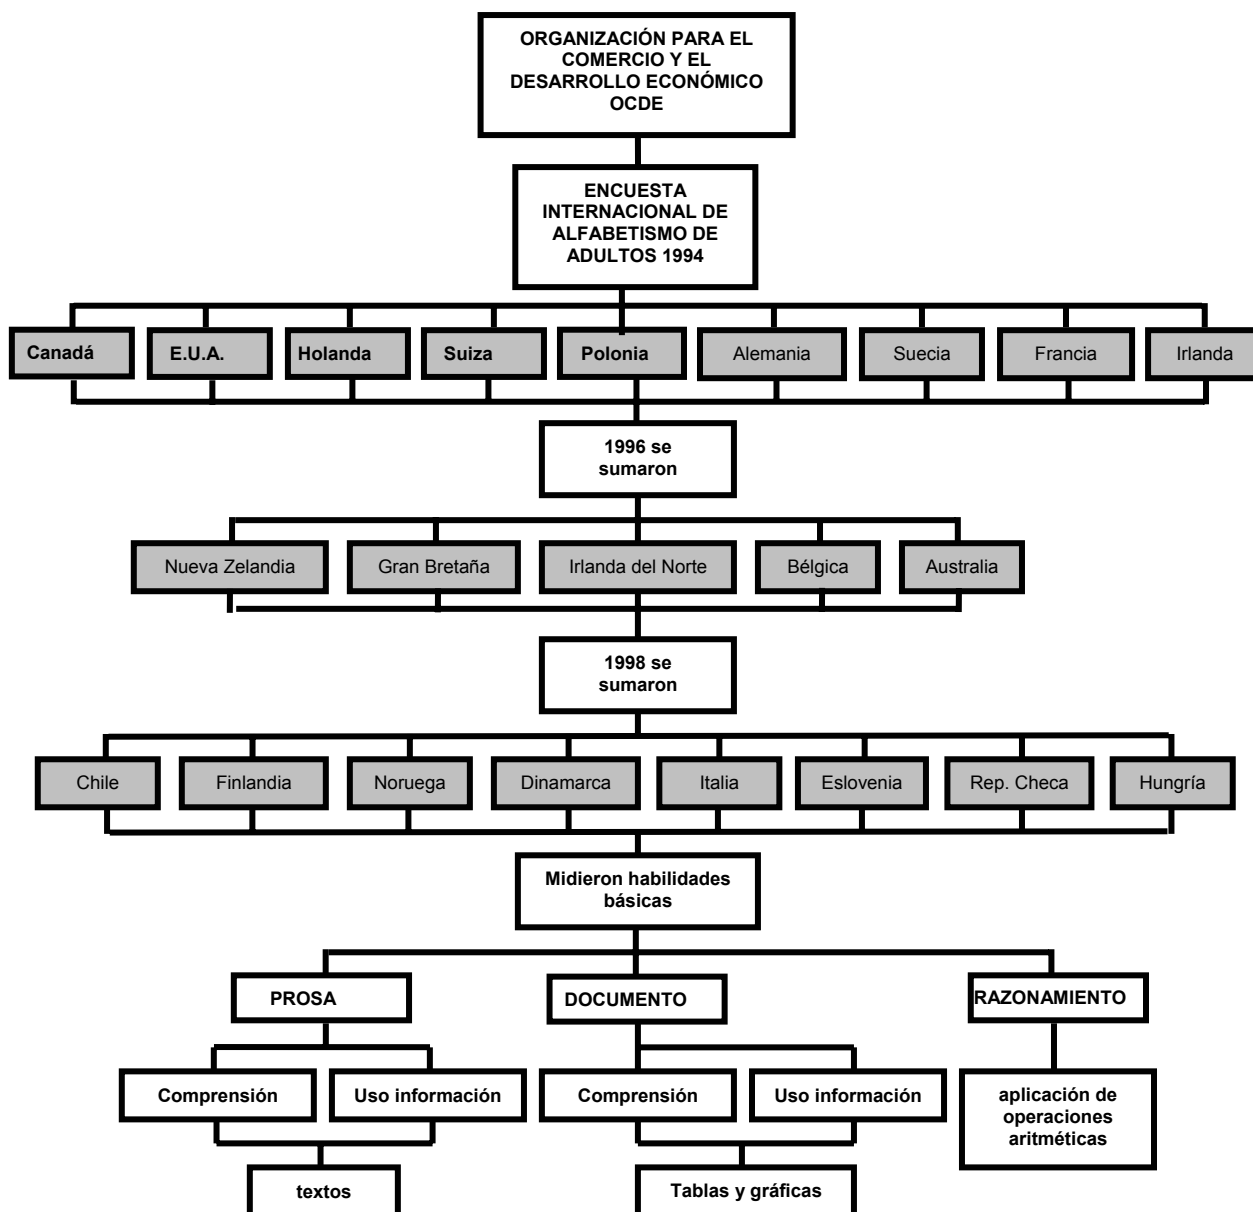 ORGANIZACIÓN PARA EL
COMERCIO Y EL
DESARROLLO ECONÓMICO
OCDE
ENCUESTA
INTERNACIONAL DE
ALFABETISMO DE
ADULTOS 1994
Canadá
E.U.A.
Holanda
Suiza
Polonia
Alemania
Suecia
Francia
Irlanda
1996 se
sumaron
Nueva Zelandia
Gran Bretaña
Irlanda del Norte
Bélgica
Australia
1998 se
sumaron
Chile
Finlandia
Noruega
Dinamarca
Italia
Eslovenia
Rep. Checa
Hungría
Midieron habilidades
básicas
PROSA
DOCUMENTO
RAZONAMIENTO
Comprensión
Uso información
Comprensión
Uso información
aplicación de
operaciones
aritméticas
textos
Tablas y gráficas